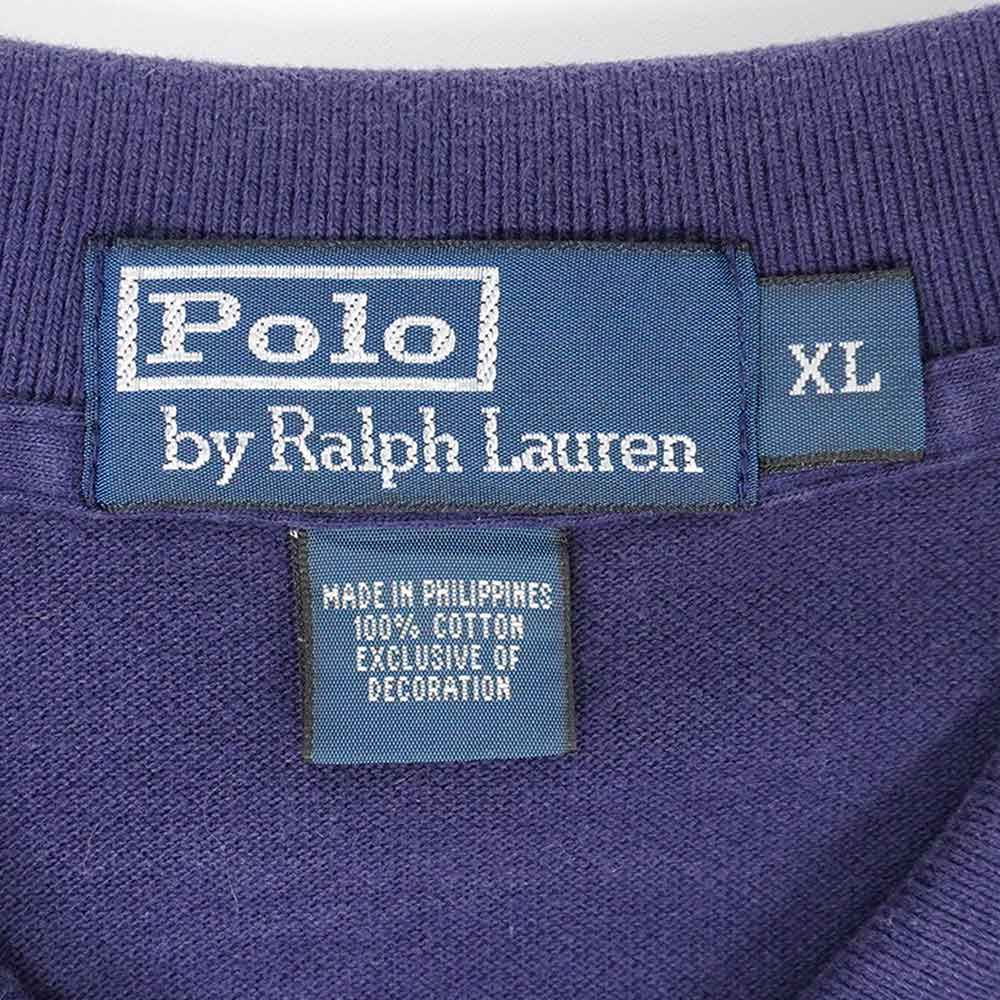 Polo
by Ralph Lauren
XL
MADE IN PHILIPPINES
100% COTTON
EXCLUSIVE OF
DECORATION